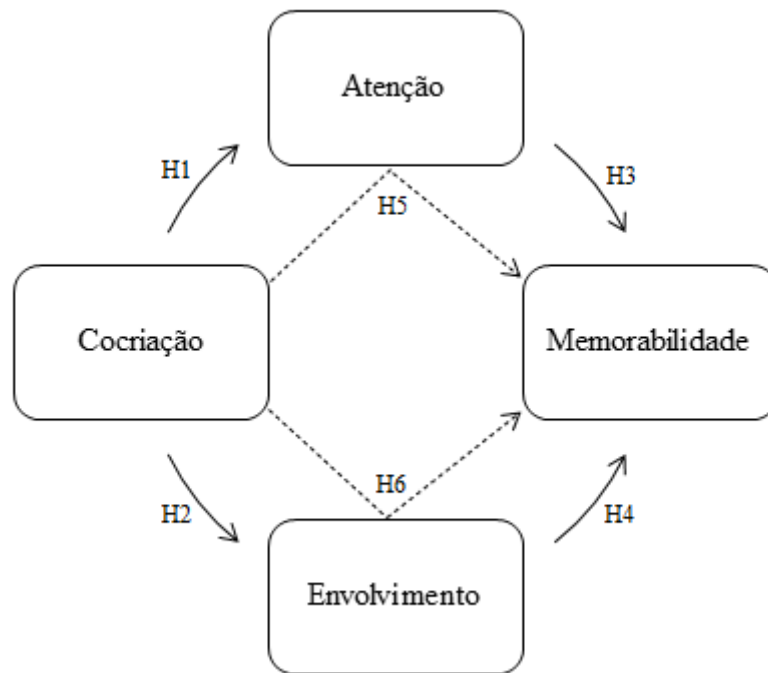 Atenção
H1
H3
H5
Cocriação
Memorabilidade
H6
H2
H4
Envolvimento